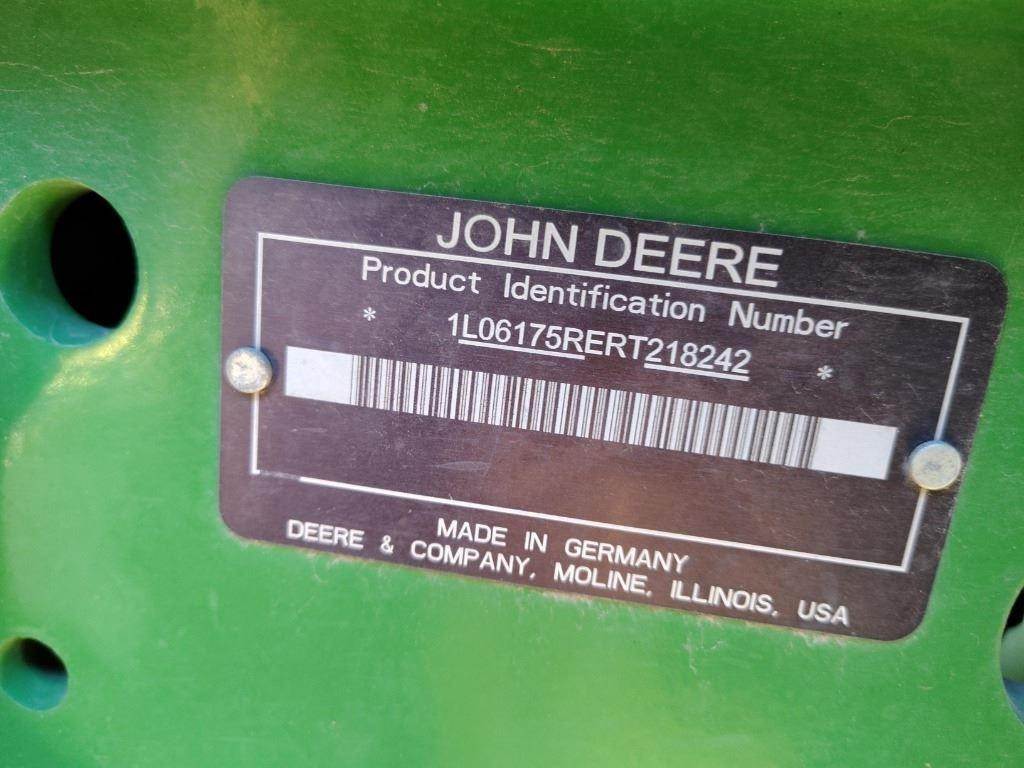 JOHN DEERE
Product Identification Number
* 1L06175RERT218242 *
MADE IN GERMANY
DEERE & COMPANY, MOLINE, ILLINOIS, USA